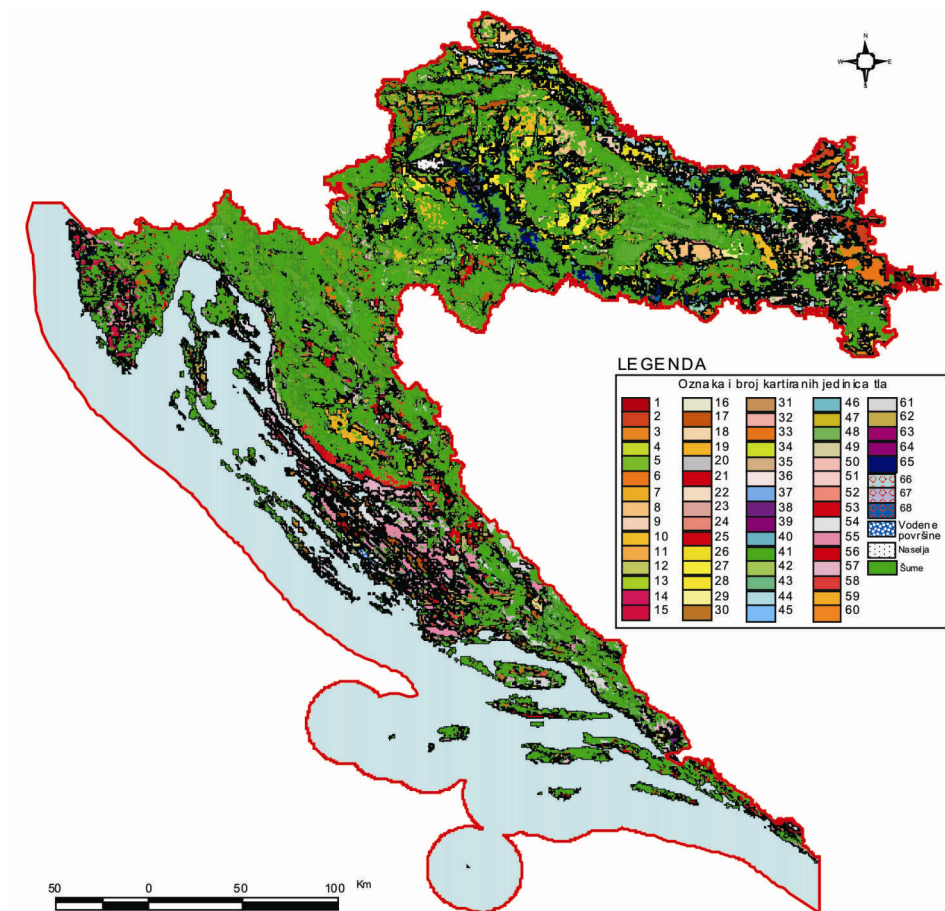 N
W E
S
LEGENDA
Oznaka i broj kartiranih jedinica tla
1 16 31 46 61
2 17 32 47 62
3 18 33 48 63
4 19 34 49 64
5 20 35 50 65
6 21 36 51 66
7 22 37 52 67
8 23 38 53 68
9 24 39 54 Vodene
10 25 40 55 površine
11 26 41 56 Naselja
12 27 42 57 Šume
13 28 43 58
14 29 44 59
15 30 45 60
50 0 50 100 Km